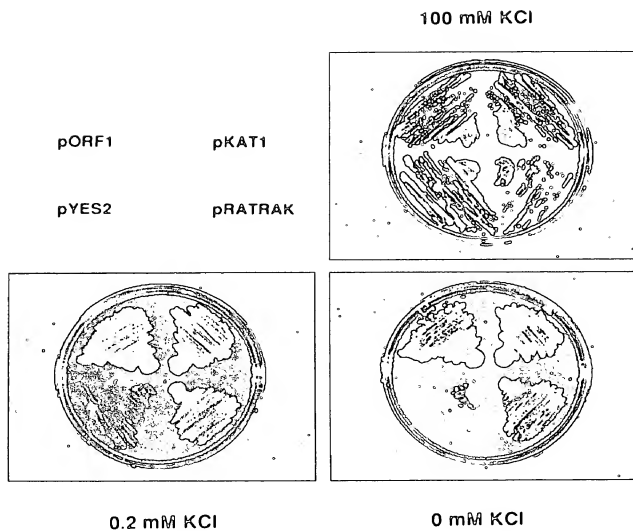 100 mM KCl
pORF1 pKAT1
pYES2 pRATRAK
0.2 mM KCl 0 mM KCl